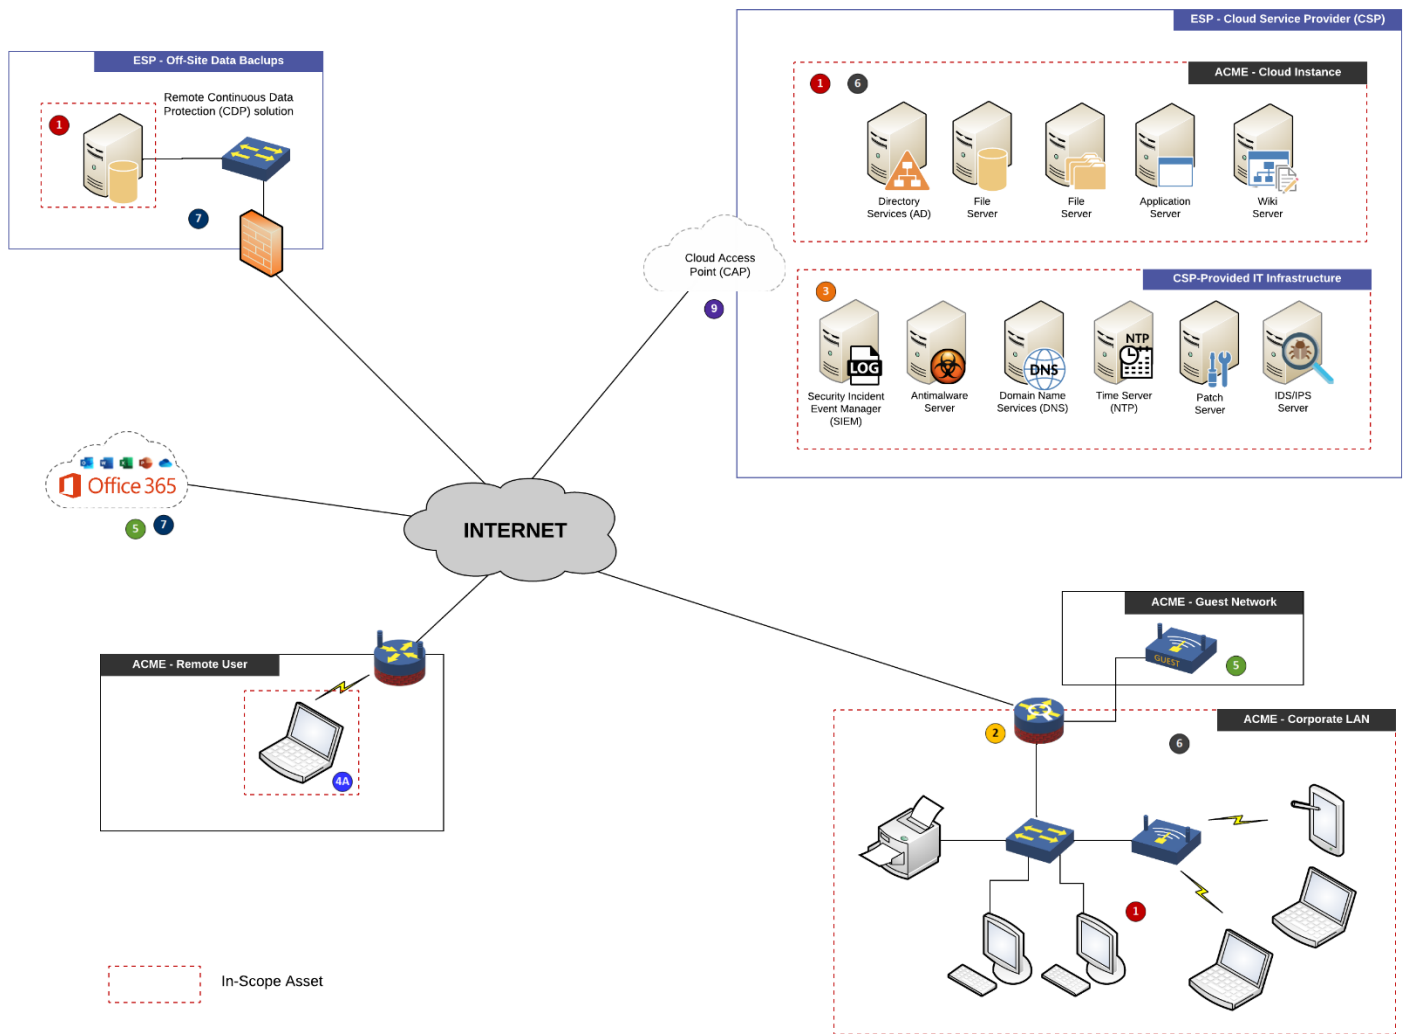 ESP - Cloud Service Provider (CSP)
ESP - Off-Site Data Baclups
ACME - Cloud Instance
1
6
Remote Continuous Data
Protection (CDP) solution
1
7
Directory
Services (AD)
File
Server
File
Server
Application
Server
Wiki
Server
Cloud Access
Point (CAP)
9
CSP-Provided IT Infrastructure
3
LOG
DNS
NTP
Security Incident
Event Manager
(SIEM)
Antimalware
Server
Domain Name
Services (DNS)
Time Server
(NTP)
Patch
Server
IDS/IPS
Server
Office 365
5
7
INTERNET
ACME - Guest Network
GUEST
5
ACME - Remote User
4A
ACME - Corporate LAN
2
6
1
In-Scope Asset